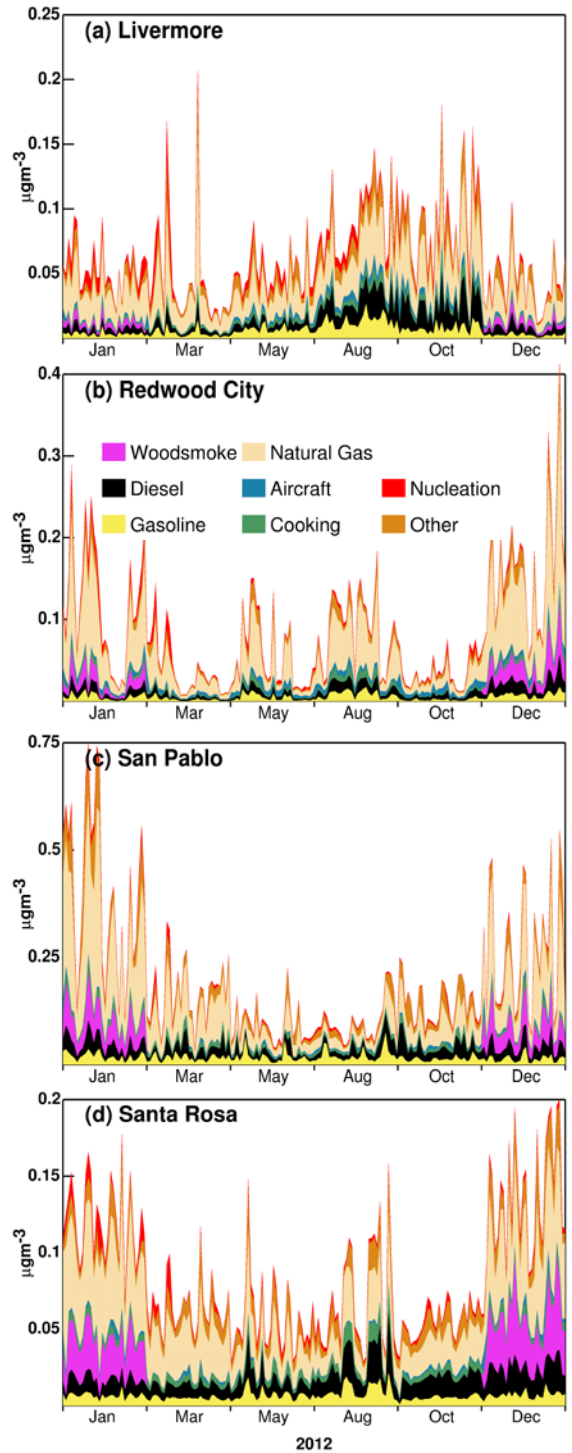 (a) Livermore
0.25
0.2
0.15
0.1
0.05
μgm-3
Jan Mar May Aug Oct Dec
(b) Redwood City
0.4
0.3
0.2
0.1
μgm-3
Woodsmoke Natural Gas
Diesel Aircraft Nucleation
Gasoline Cooking Other
Jan Mar May Aug Oct Dec
(c) San Pablo
0.75
0.5
0.25
μgm-3
Jan Mar May Aug Oct Dec
(d) Santa Rosa
0.2
0.15
0.1
0.05
μgm-3
Jan Mar May Aug Oct Dec
2012